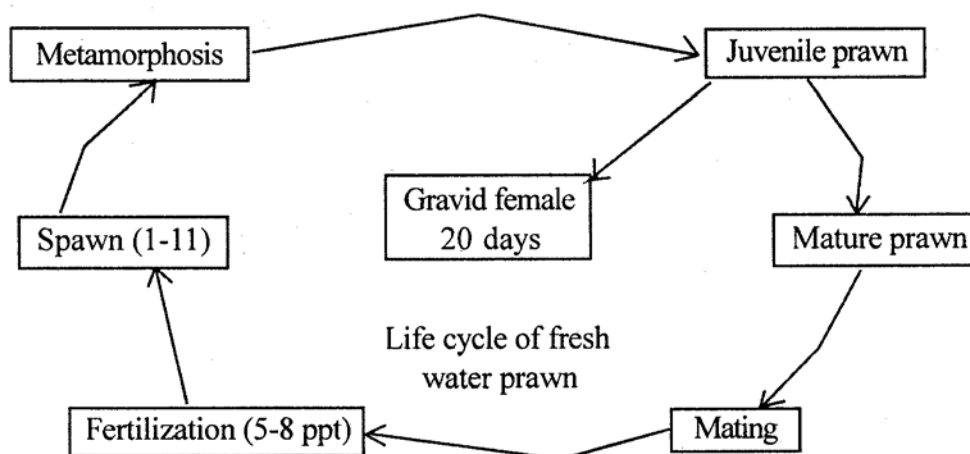 Metamorphosis
Juvenile prawn
Gravid female
20 days
Spawn (1-11)
Mature prawn
Life cycle of fresh
water prawn
Fertilization (5-8 ppt)
Mating